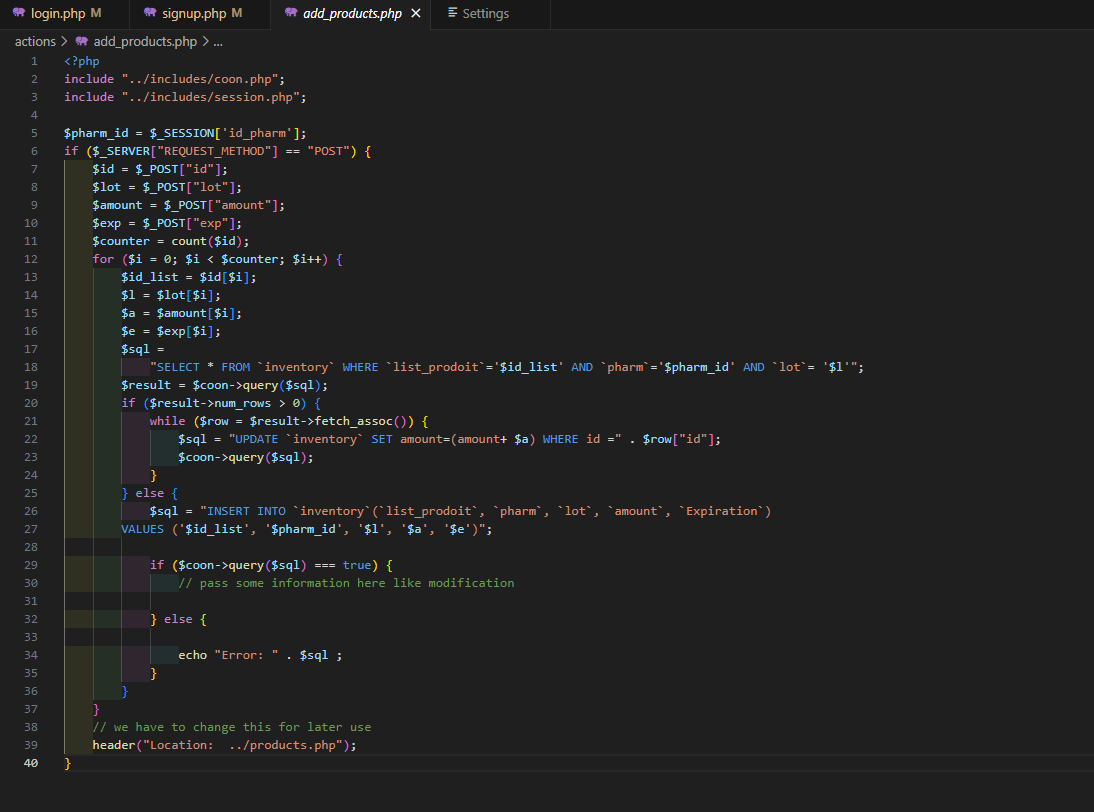 login.php M signup.php M add_products.php Settings
actions > add_products.php > ...
1 <?php
2 include "../includes/coon.php";
3 include "../includes/session.php";
4
5 $pharm_id = $_SESSION['id_pharm'];
6 if ($_SERVER["REQUEST_METHOD"] == "POST") {
7 $id = $_POST["id"];
8 $lot = $_POST["lot"];
9 $amount = $_POST["amount"];
10 $exp = $_POST["exp"];
11 $counter = count($id);
12 for ($i = 0; $i < $counter; $i++) {
13 $id_list = $id[$i];
14 $l = $lot[$i];
15 $a = $amount[$i];
16 $e = $exp[$i];
17 $sql =
18 "SELECT * FROM `inventory` WHERE `list_prodoit`='$id_list' AND `pharm`='$pharm_id' AND `lot`= '$l'";
19 $result = $coon->query($sql);
20 if ($result->num_rows > 0) {
21 while ($row = $result->fetch_assoc()) {
22 $sql = "UPDATE `inventory` SET amount=(amount+ $a) WHERE id =" . $row["id"];
23 $coon->query($sql);
24 }
25 } else {
26 $sql = "INSERT INTO `inventory`(`list_prodoit`, `pharm`, `lot`, `amount`, `Expiration`)
27 VALUES ('$id_list', '$pharm_id', '$l', '$a', '$e')";
28
29 if ($coon->query($sql) === true) {
30 // pass some information here like modification
31
32 } else {
33
34 echo "Error: " . $sql ;
35 }
36 }
37 }
38 // we have to change this for later use
39 header("Location:  ../products.php");
40 }